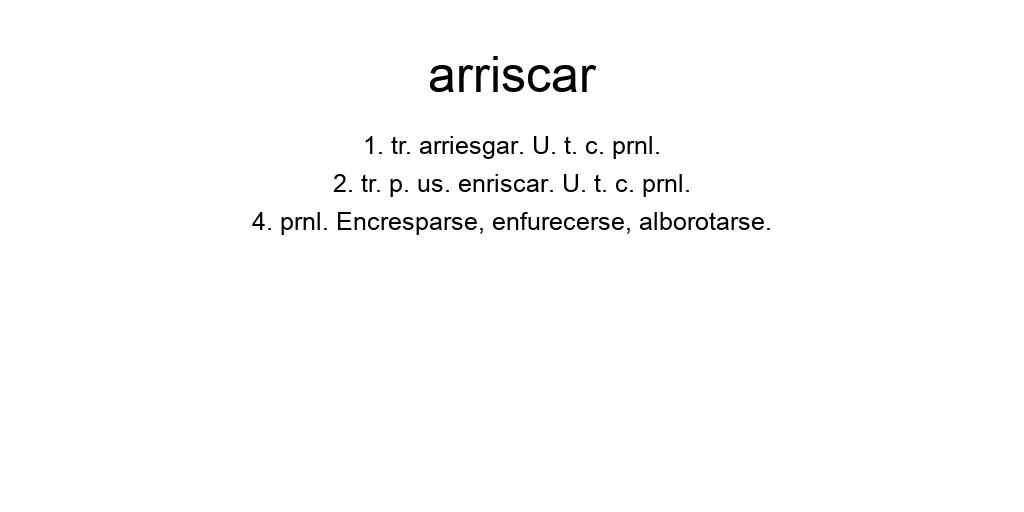 arriscar
1. tr. arriesgar. U. t. c. prnl.
2. tr. p. us. enriscar. U. t. c. prnl.
4. prnl. Encresparse, enfurecerse, alborotarse.